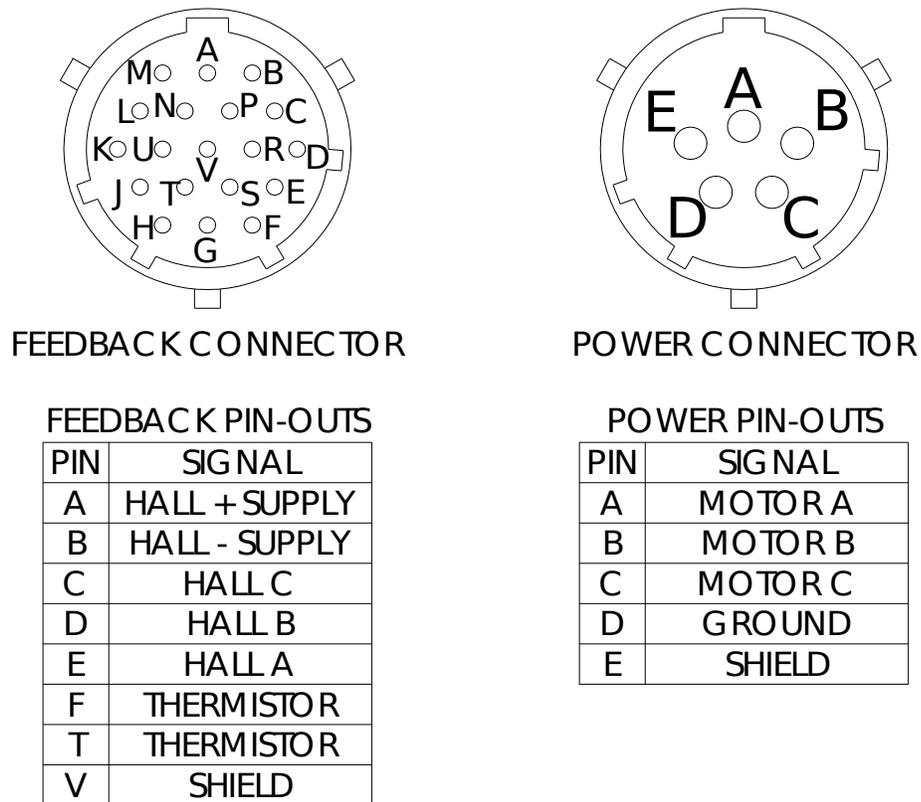 A
M B
L N P C
K U R D
V
J T S E
H F
G
FEEDBACK CONNECTOR
FEEDBACK PIN-OUTS
PIN SIGNAL
A HALL + SUPPLY
B HALL - SUPPLY
C HALL C
D HALL B
E HALL A
F THERMISTOR
T THERMISTOR
V SHIELD
A
E B
D C
POWER CONNECTOR
POWER PIN-OUTS
PIN SIGNAL
A MOTOR A
B MOTOR B
C MOTOR C
D GROUND
E SHIELD